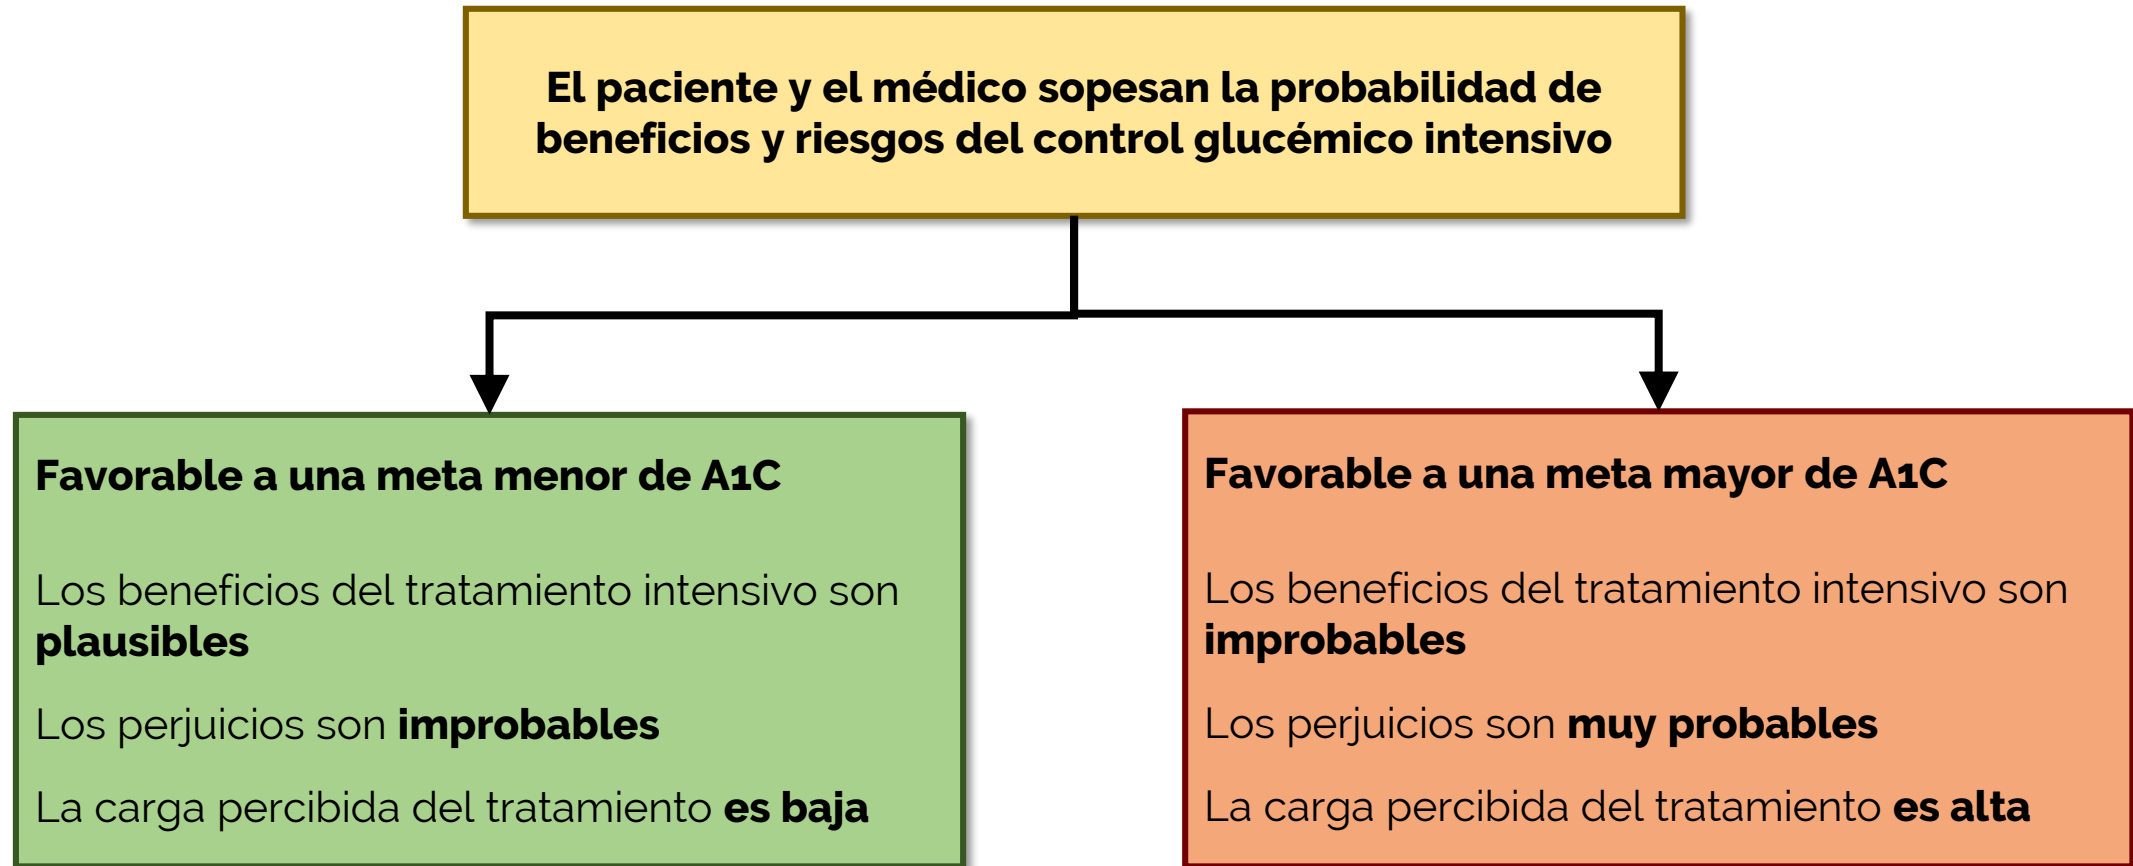 El paciente y el médico sopesan la probabilidad de
beneficios y riesgos del control glucémico intensivo
Favorable a una meta menor de A1C
Los beneficios del tratamiento intensivo son
plausibles
Los perjuicios son improbables
La carga percibida del tratamiento es baja
Favorable a una meta mayor de A1C
Los beneficios del tratamiento intensivo son
improbables
Los perjuicios son muy probables
La carga percibida del tratamiento es alta